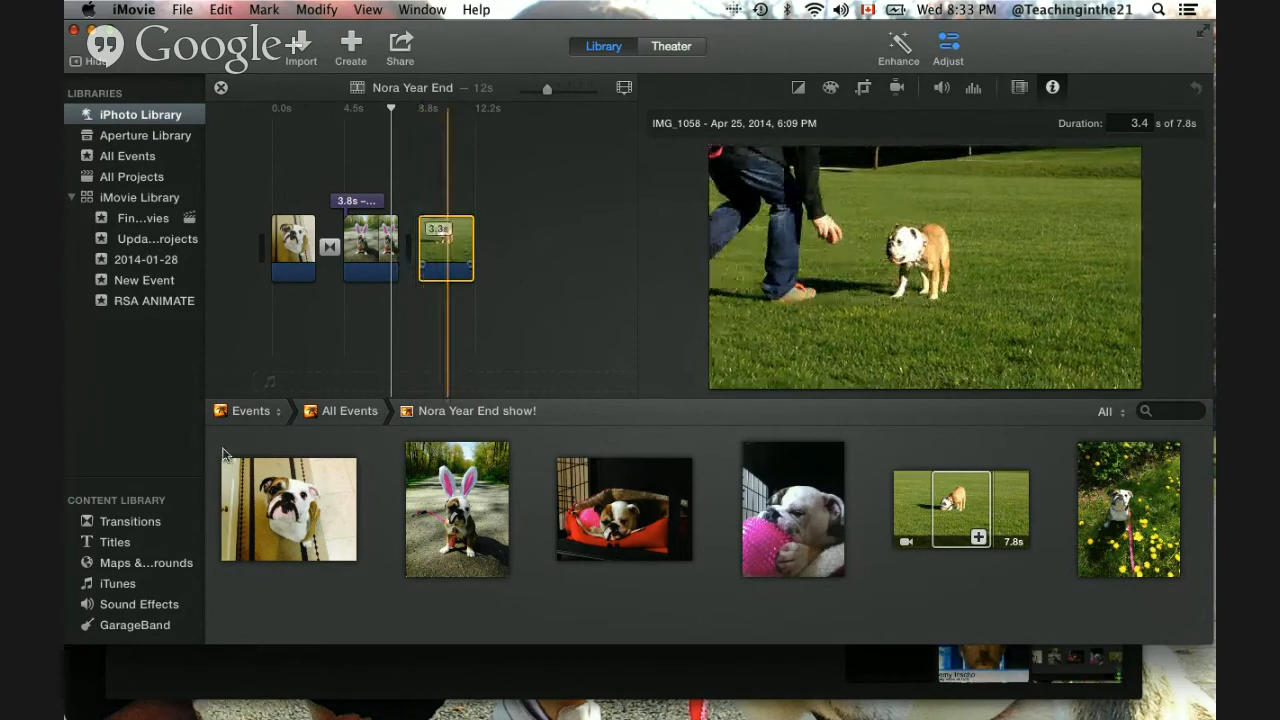 iMovie File Edit Mark Modify View Window Help Wed 8:33 PM @Teachinginthe21
Google+
Hide Import Create Share Library Theater Enhance Adjust
LIBRARIES
iPhoto Library
Aperture Library
All Events
All Projects
iMovie Library
Fin...vies
Upda...rojects
2014-01-28
New Event
RSA ANIMATE
Nora Year End — 12s
0.0s 4.5s 8.8s 12.2s
3.8s –...
3.3s
IMG_1058 - Apr 25, 2014, 6:09 PM Duration: 3.4 s of 7.8s
Events All Events Nora Year End show! All
7.8s
CONTENT LIBRARY
Transitions
Titles
Maps &...rounds
iTunes
Sound Effects
GarageBand